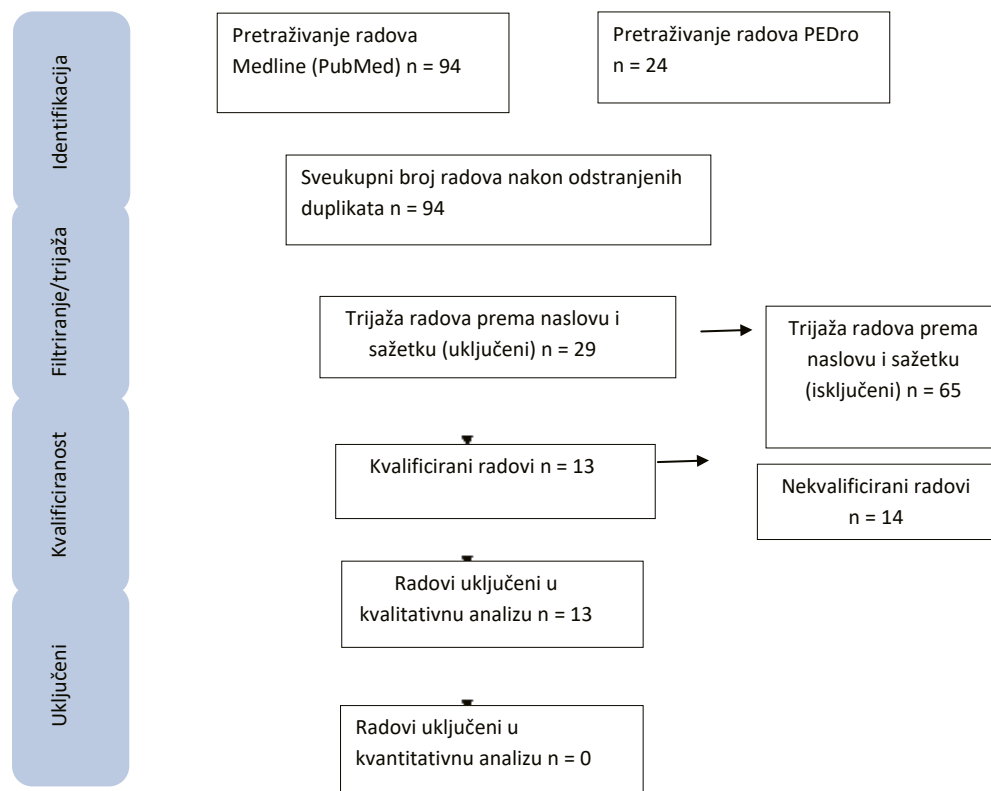 Identifikacija
Pretraživanje radova
Medline (PubMed) n = 94
Pretraživanje radova PEDro
n = 24
Sveukupni broj radova nakon odstranjenih
duplikata n = 94
Filtriranje/trijaža
Trijaža radova prema naslovu i
sažetku (uključeni) n = 29
Trijaža radova prema
naslovu i sažetku
(isključeni) n = 65
Kvalificiranost
Kvalificirani radovi n = 13
Nekvalificirani radovi
n = 14
Uključeni
Radovi uključeni u
kvalitativnu analizu n = 13
Radovi uključeni u
kvantitativnu analizu n = 0